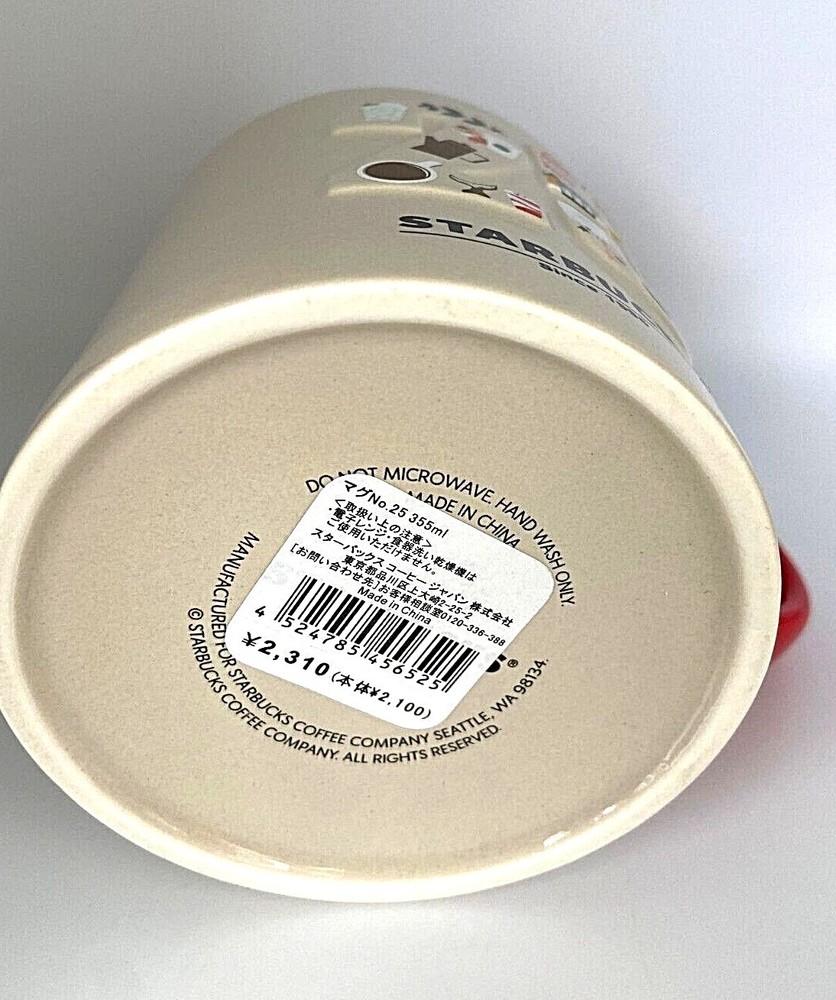 STARBUC
Since 19
DO NOT MICROWAVE. HAND WASH ONLY.
MADE IN CHINA
マグNo.25 355ml
<取扱い上の注意>
・電子レンジ・食器洗い乾燥機は
ご使用いただけません。
スターバックス コーヒー ジャパン 株式会社
東京都品川区上大崎2-25-2
[お問い合わせ先]お客様相談室0120-336-388
Made in China
4 524785 456525
¥2,310(本体¥2,100)
S®
MANUFACTURED FOR STARBUCKS COFFEE COMPANY SEATTLE, WA 98134.
© STARBUCKS COFFEE COMPANY. ALL RIGHTS RESERVED.